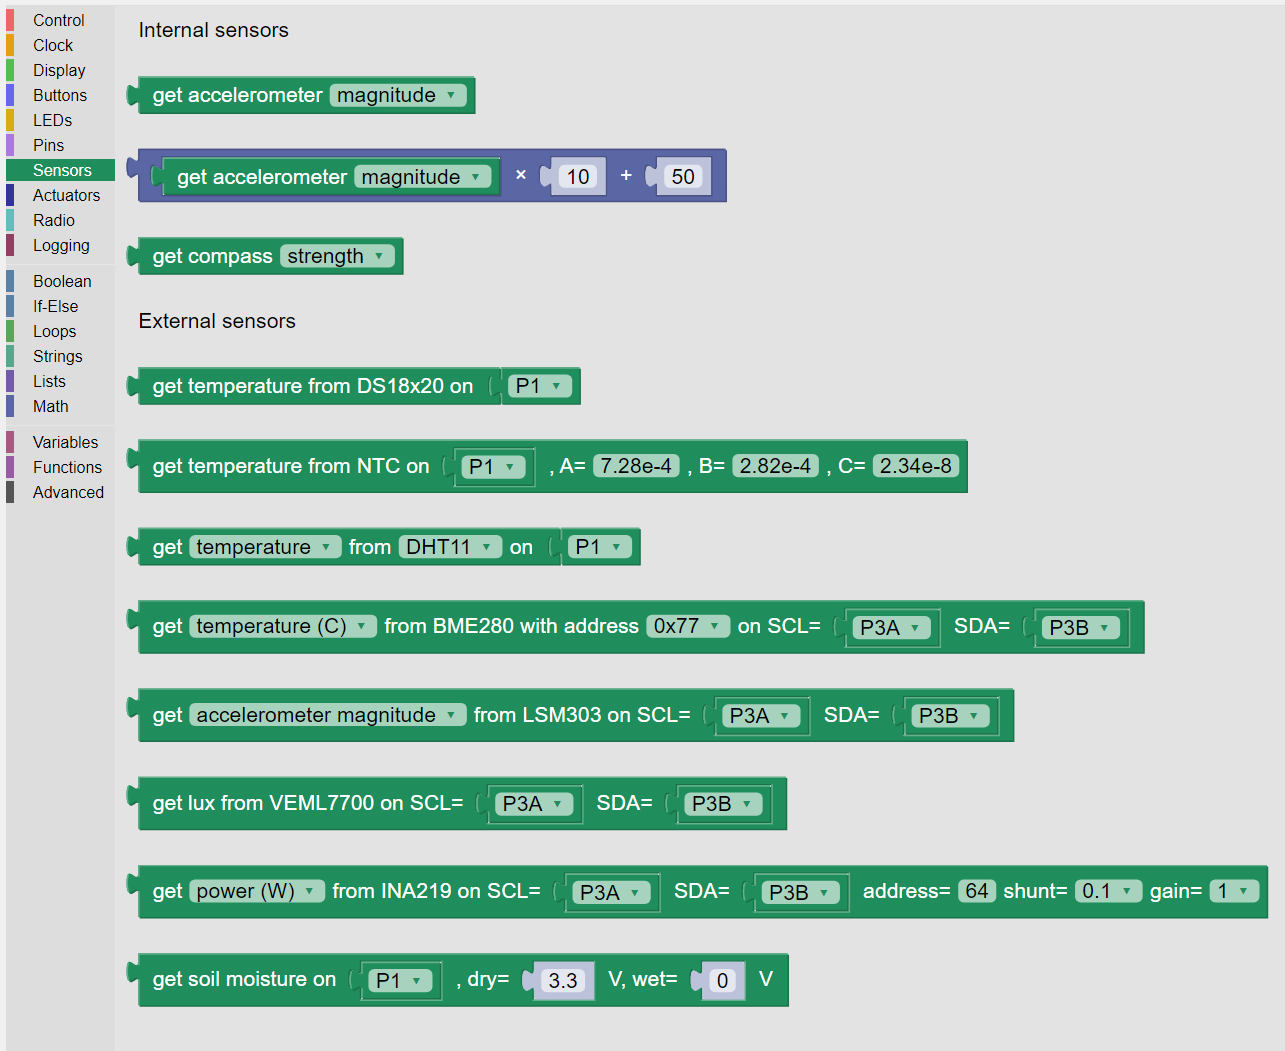 Control
Clock
Display
Buttons
LEDs
Pins
Sensors
Actuators
Radio
Logging
Boolean
If-Else
Loops
Strings
Lists
Math
Variables
Functions
Advanced
Internal sensors
get accelerometer magnitude
get accelerometer magnitude × 10 + 50
get compass strength
External sensors
get temperature from DS18x20 on P1
get temperature from NTC on P1 , A= 7.28e-4 , B= 2.82e-4 , C= 2.34e-8
get temperature from DHT11 on P1
get temperature (C) from BME280 with address 0x77 on SCL= P3A SDA= P3B
get accelerometer magnitude from LSM303 on SCL= P3A SDA= P3B
get lux from VEML7700 on SCL= P3A SDA= P3B
get power (W) from INA219 on SCL= P3A SDA= P3B address= 64 shunt= 0.1 gain= 1
get soil moisture on P1 , dry= 3.3 V, wet= 0 V